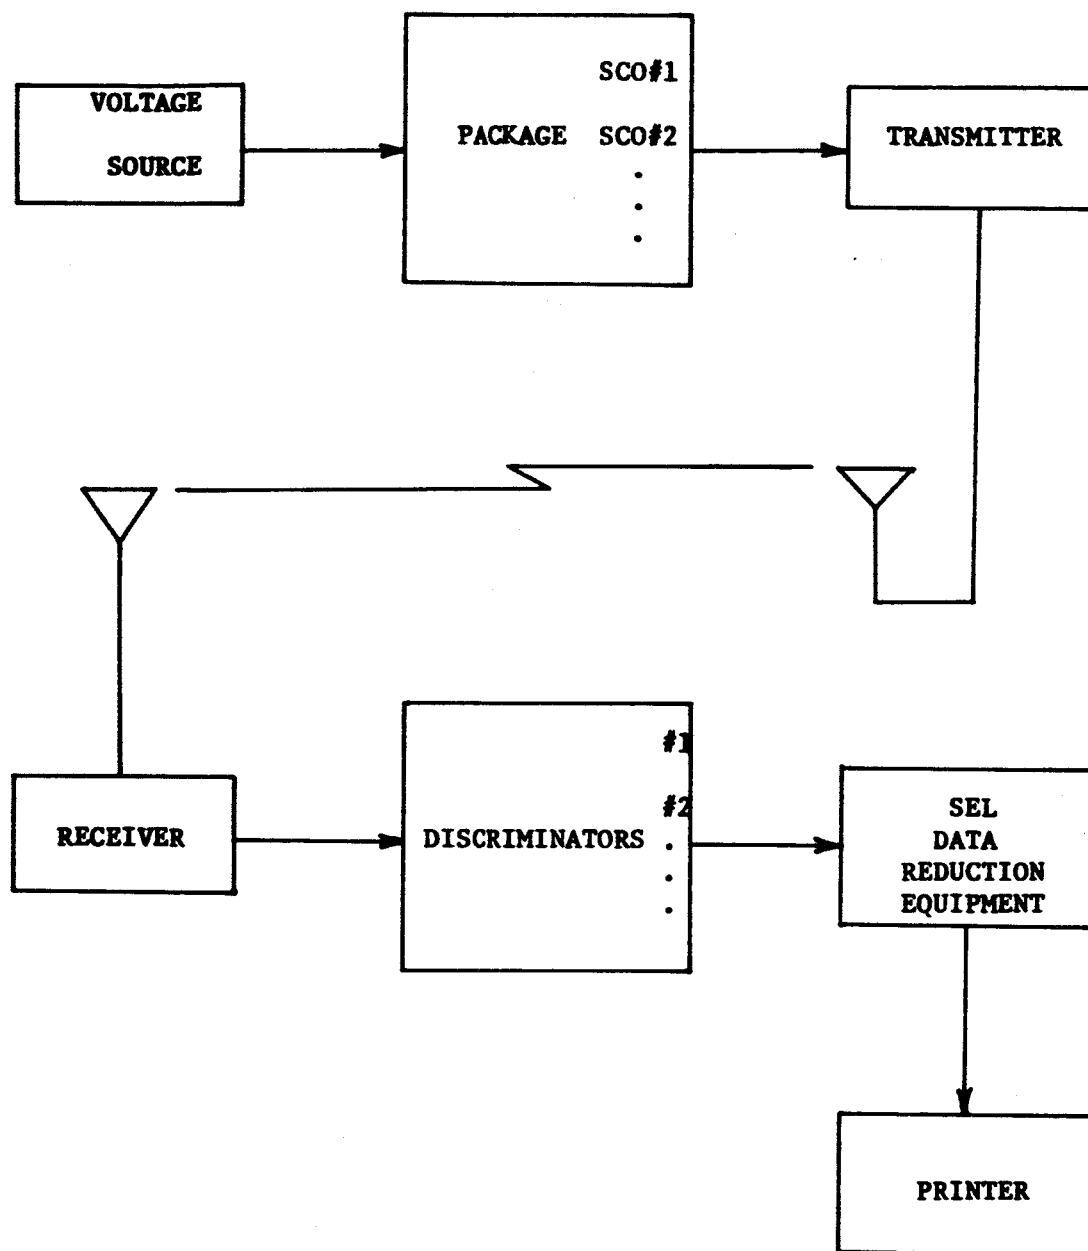 VOLTAGE
SOURCE
PACKAGE
SCO#1
SCO#2
TRANSMITTER
RECEIVER
DISCRIMINATORS
#1
#2
SEL
DATA
REDUCTION
EQUIPMENT
PRINTER